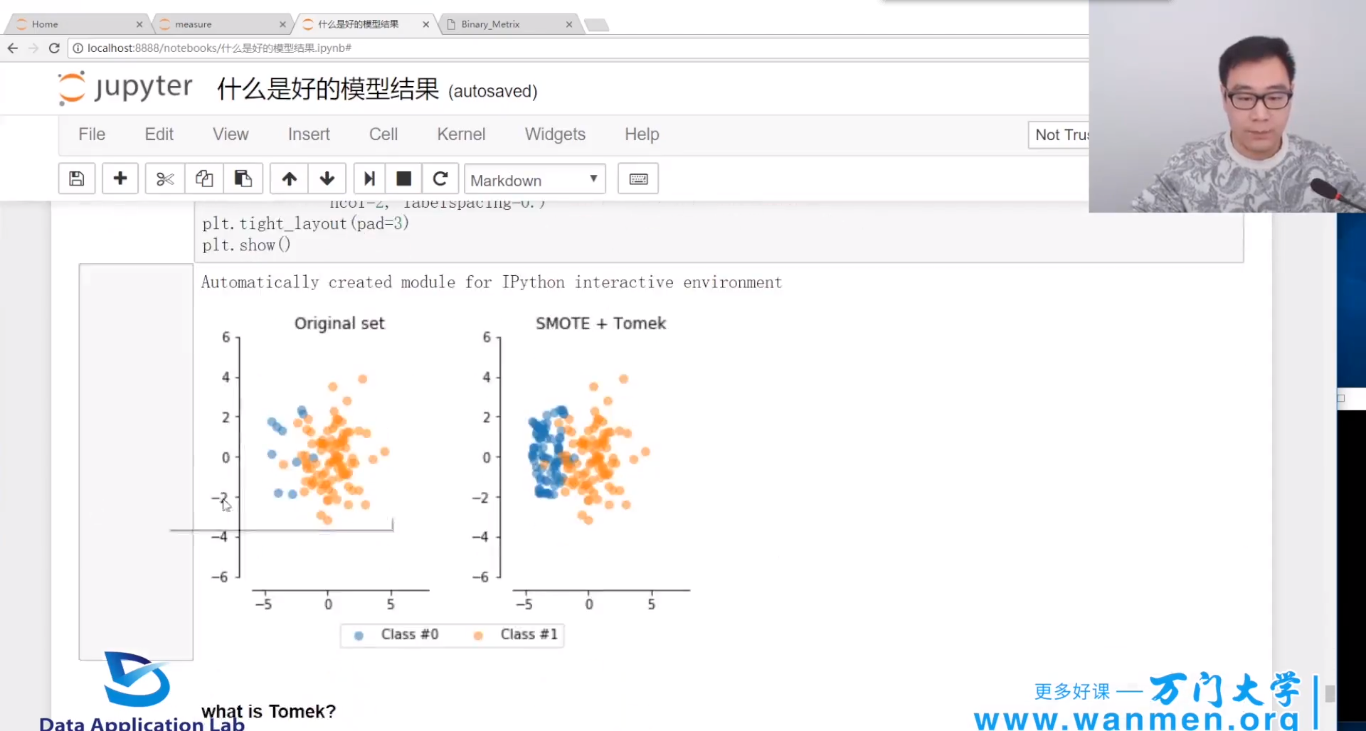 Home
measure
什么是好的模型结果
Binary_Metrix
localhost:8888/notebooks/什么是好的模型结果.ipynb#
jupyter 什么是好的模型结果 (autosaved)
File Edit View Insert Cell Kernel Widgets Help
Not Tru
Markdown
ncol=2, labelspacing=0.)
plt.tight_layout(pad=3)
plt.show()
Automatically created module for IPython interactive environment
Original set
SMOTE + Tomek
6
4
2
0
−2
−4
−6
−5 0 5
6
4
2
0
−2
−4
−6
−5 0 5
Class #0 Class #1
what is Tomek?
Data Application Lab
更多好课 — 万门大学
www.wanmen.org